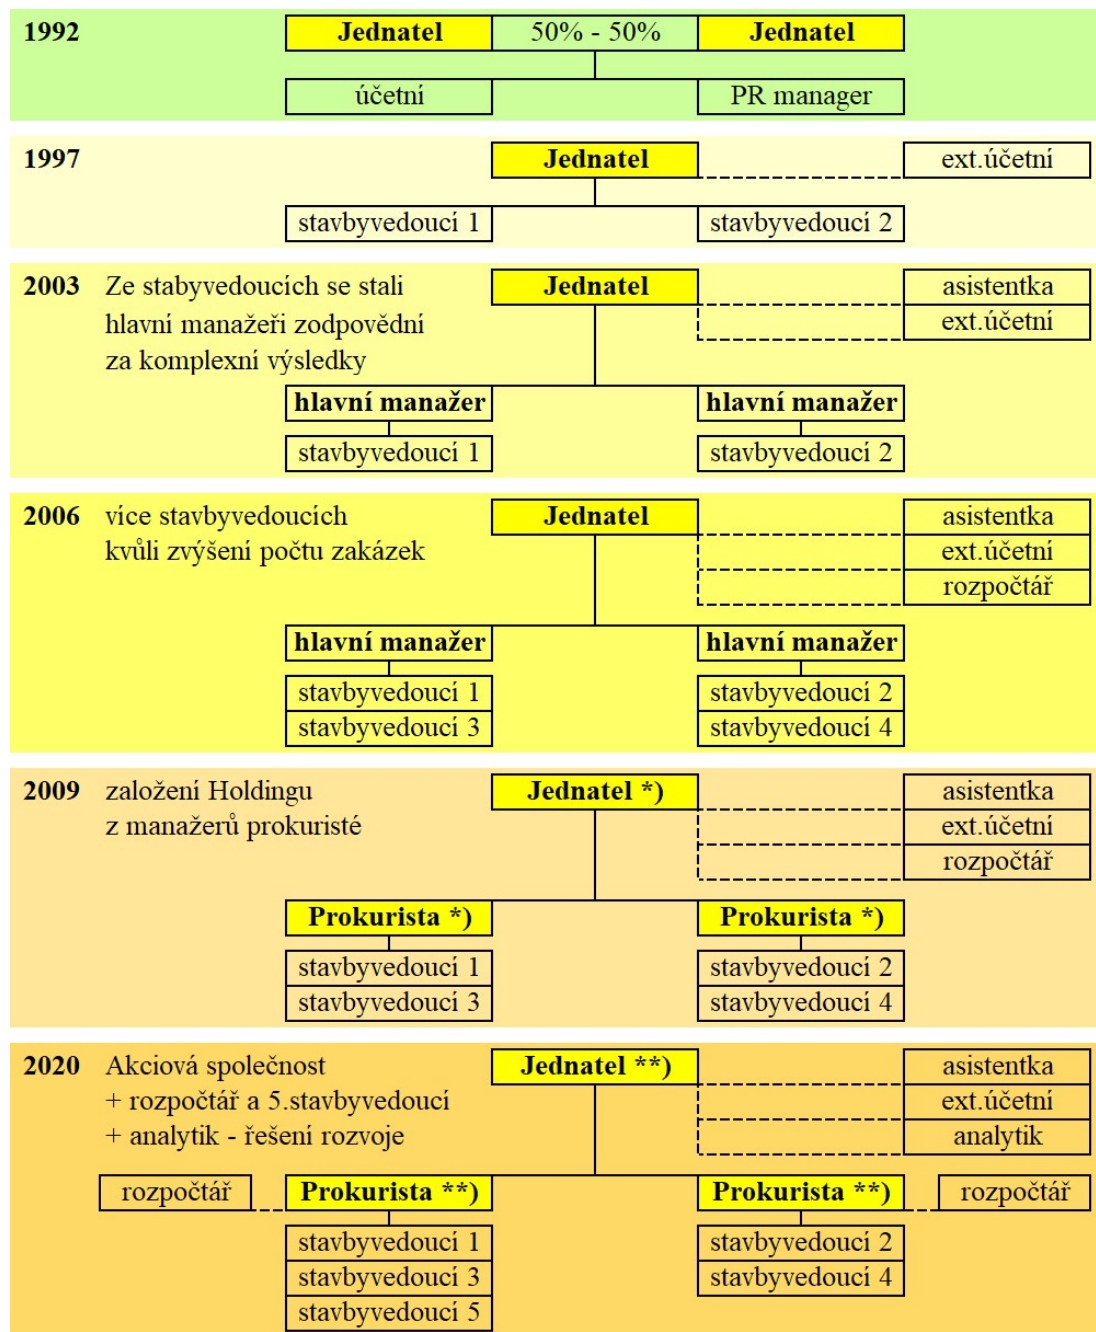 1992 Jednatel 50% - 50% Jednatel
účetní PR manager
1997 Jednatel ext.účetní
stavbyvedoucí 1 stavbyvedoucí 2
2003 Ze stabyvedoucích se stali Jednatel asistentka
hlavní manažeři zodpovědní ext.účetní
za komplexní výsledky
hlavní manažer hlavní manažer
stavbyvedoucí 1 stavbyvedoucí 2
2006 více stavbyvedoucích Jednatel asistentka
kvůli zvýšení počtu zakázek ext.účetní
rozpočtář
hlavní manažer hlavní manažer
stavbyvedoucí 1 stavbyvedoucí 2
stavbyvedoucí 3 stavbyvedoucí 4
2009 založení Holdingu Jednatel *) asistentka
z manažerů prokuristé ext.účetní
rozpočtář
Prokurista *) Prokurista *)
stavbyvedoucí 1 stavbyvedoucí 2
stavbyvedoucí 3 stavbyvedoucí 4
2020 Akciová společnost Jednatel **) asistentka
+ rozpočtář a 5.stavbyvedoucí ext.účetní
+ analytik - řešení rozvoje analytik
rozpočtář Prokurista **) Prokurista **) rozpočtář
stavbyvedoucí 1 stavbyvedoucí 2
stavbyvedoucí 3 stavbyvedoucí 4
stavbyvedoucí 5